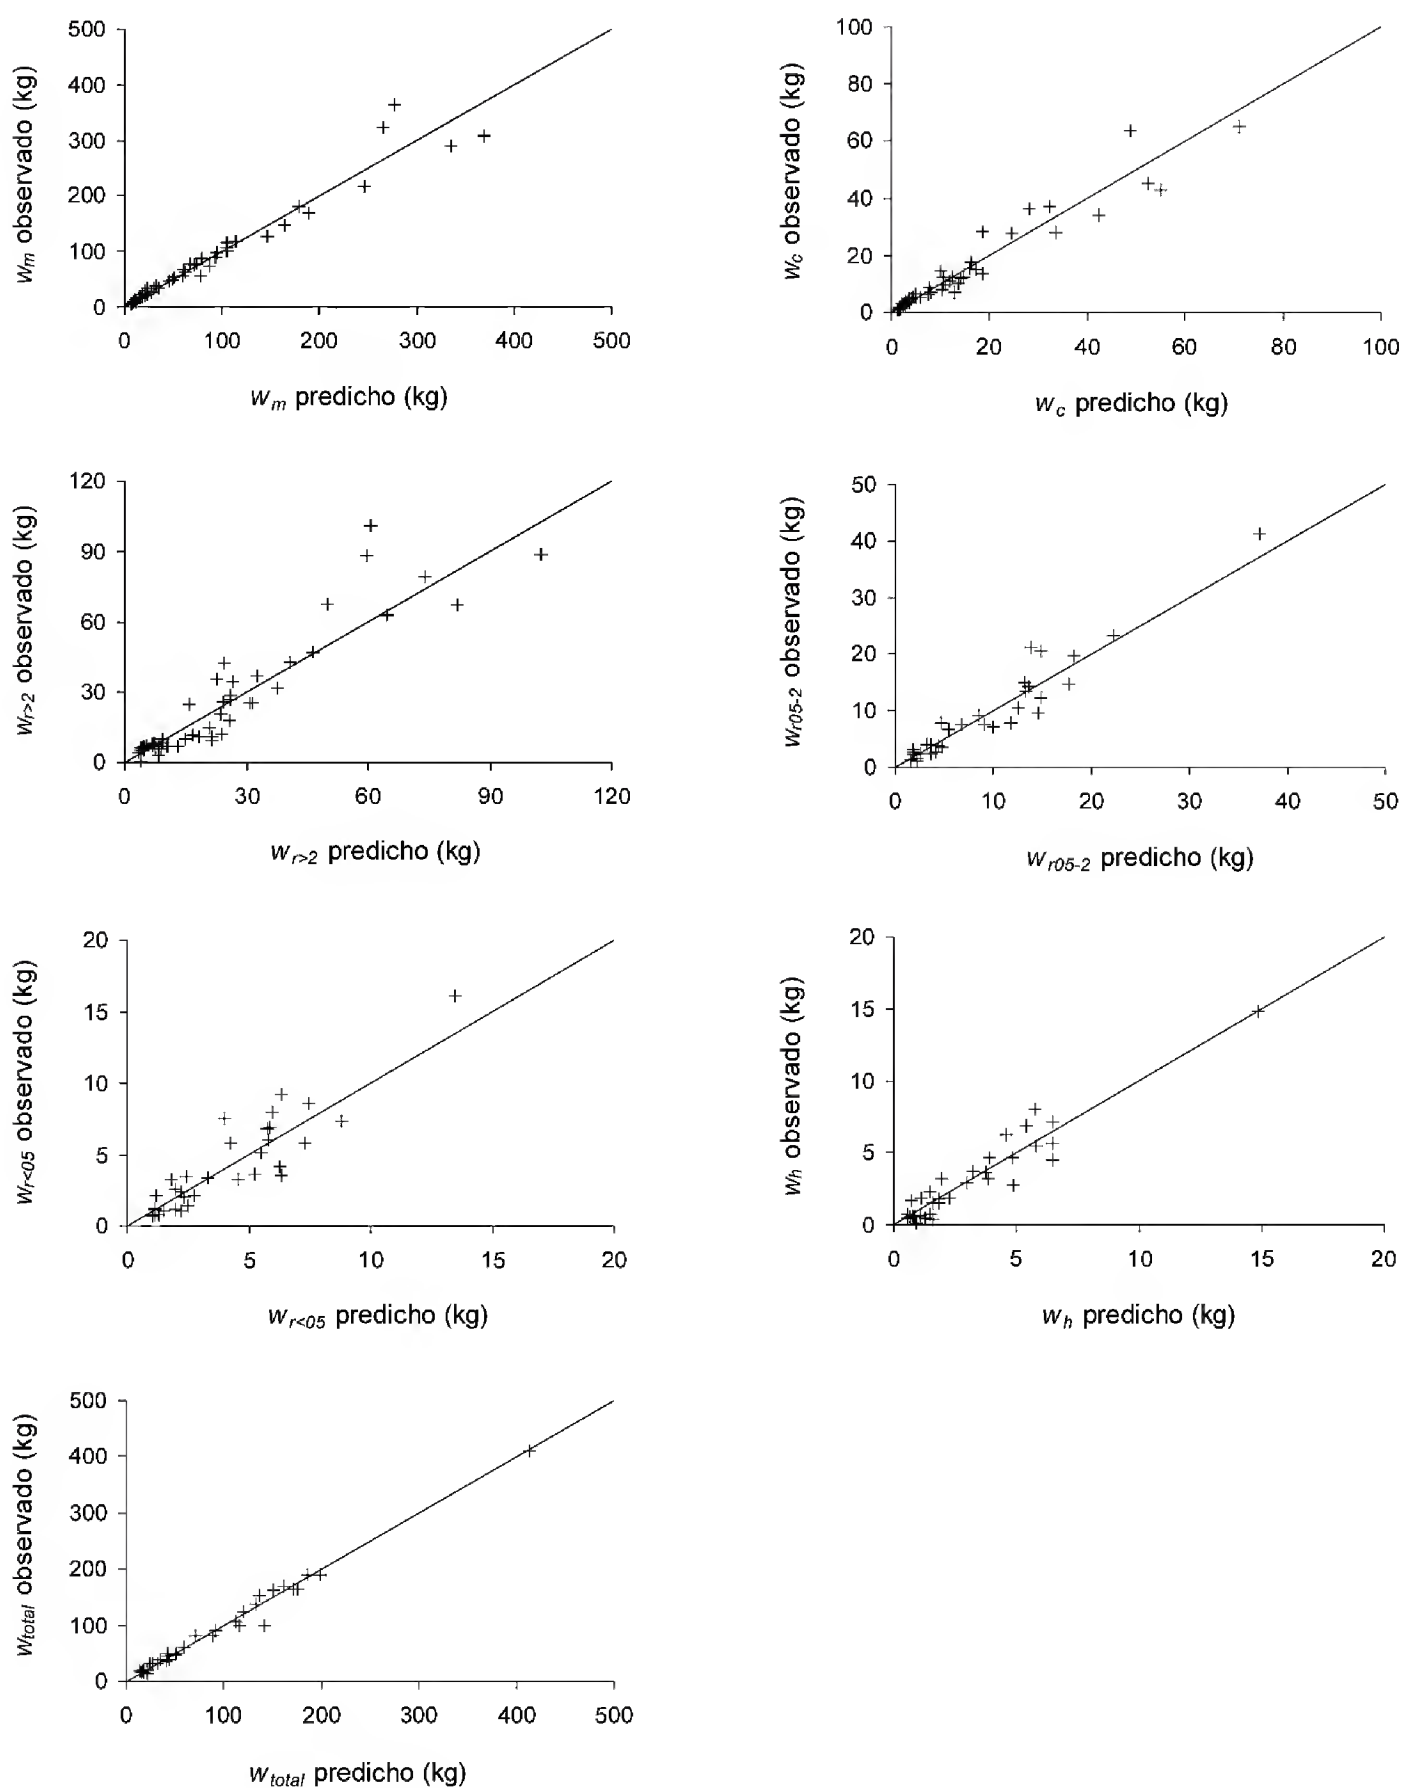 500
400
300
200
100
0
wm observado (kg)
0 100 200 300 400 500
wm predicho (kg)
100
80
60
40
20
0
wc observado (kg)
0 20 40 60 80 100
wc predicho (kg)
120
90
60
30
0
wr>2 observado (kg)
0 30 60 90 120
wr>2 predicho (kg)
50
40
30
20
10
0
wr05-2 observado (kg)
0 10 20 30 40 50
wr05-2 predicho (kg)
20
15
10
5
0
wr<05 observado (kg)
0 5 10 15 20
wr<05 predicho (kg)
20
15
10
5
0
wh observado (kg)
0 5 10 15 20
wh predicho (kg)
500
400
300
200
100
0
wtotal observado (kg)
0 100 200 300 400 500
wtotal predicho (kg)